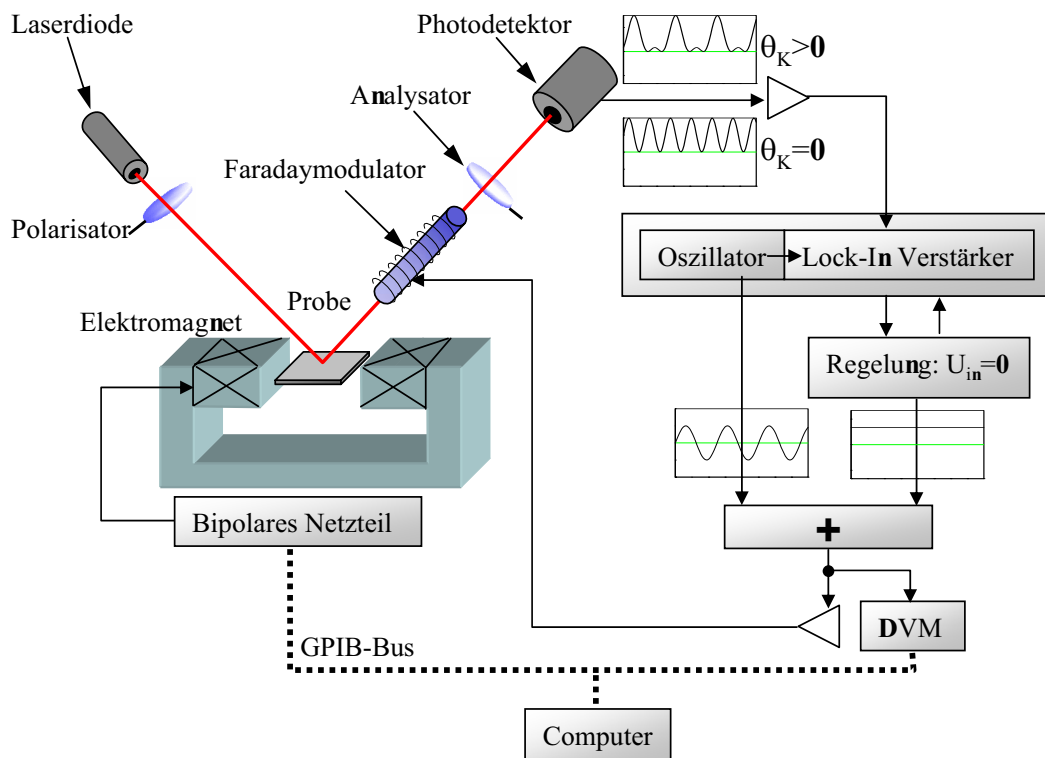 Laserdiode
Photodetektor
θK>0
Analysator
Faradaymodulator
θK=0
Polarisator
Oszillator
Lock-In Verstärker
Probe
Elektromagnet
Regelung: Uin=0
Bipolares Netzteil
+
DVM
GPIB-Bus
Computer